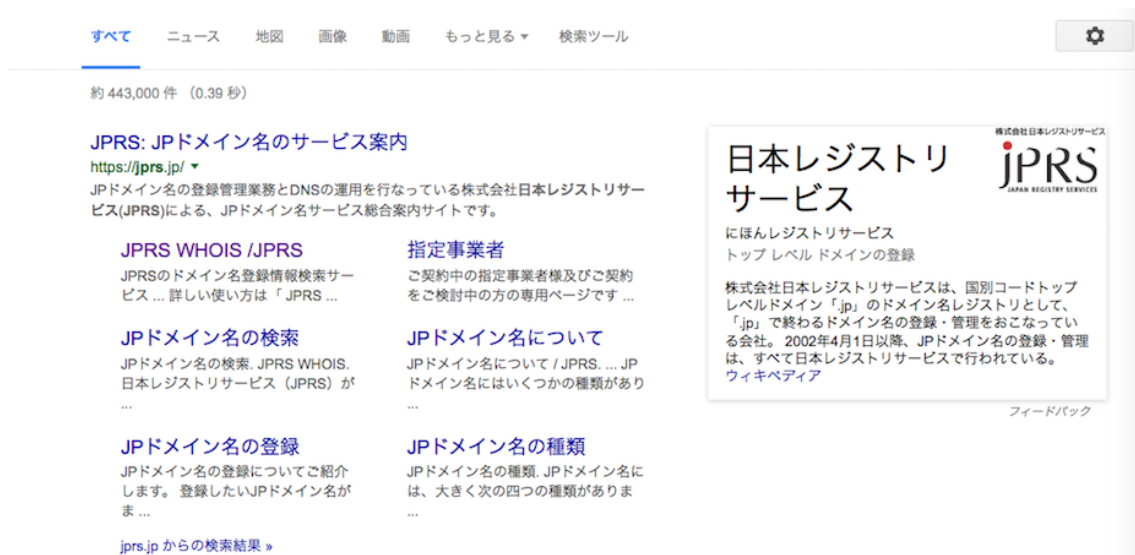 すべて ニュース 地図 画像 動画 もっと見る ▾ 検索ツール
約 443,000 件 （0.39 秒）
JPRS: JPドメイン名のサービス案内
https://jprs.jp/ ▾
JPドメイン名の登録管理業務とDNSの運用を行なっている株式会社日本レジストリサー
ビス(JPRS)による、JPドメイン名サービス総合案内サイトです。
JPRS WHOIS /JPRS
JPRSのドメイン名登録情報検索サー
ビス ... 詳しい使い方は「 JPRS ...
指定事業者
ご契約中の指定事業者様及びご契約
をご検討中の方の専用ページです ...
JPドメイン名の検索
JPドメイン名の検索. JPRS WHOIS.
日本レジストリサービス（JPRS）が
...
JPドメイン名について
JPドメイン名について / JPRS. ... JP
ドメイン名にはいくつかの種類があり
...
JPドメイン名の登録
JPドメイン名の登録についてご紹介
します。 登録したいJPドメイン名が
ま ...
JPドメイン名の種類
JPドメイン名の種類. JPドメイン名に
は、大きく次の四つの種類がありま
...
jprs.jp からの検索結果 »
日本レジストリ
サービス
株式会社日本レジストリサービス
jPRS
JAPAN REGISTRY SERVICES
にほんレジストリサービス
トップ レベル ドメインの登録
株式会社日本レジストリサービスは、国別コードトップ
レベルドメイン「.jp」のドメイン名レジストリとして、
「.jp」で終わるドメイン名の登録・管理をおこなってい
る会社。 2002年4月1日以降、JPドメイン名の登録・管理
は、すべて日本レジストリサービスで行われている。
ウィキペディア
フィードバック